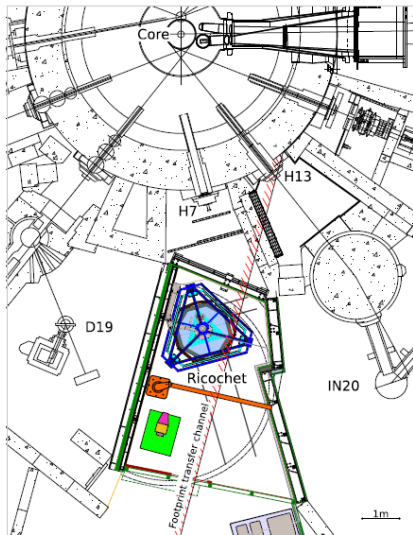 Core
H13
H7
D19
Ricochet
IN20
Footprint transfer channel
1m